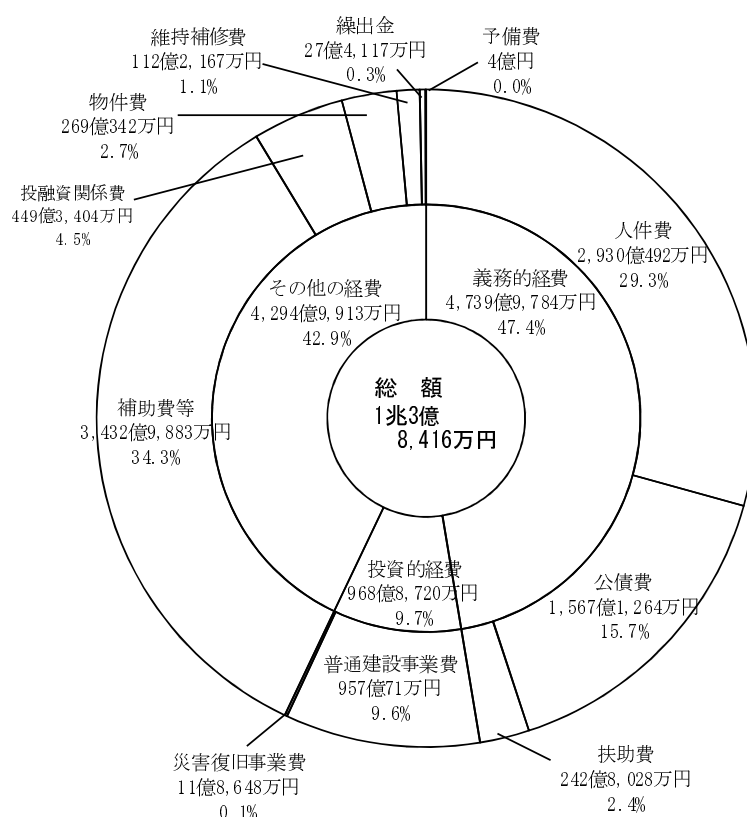 繰出金
27億4,117万円
0.3%
予備費
4億円
0.0%
維持補修費
112億2,167万円
1.1%
物件費
269億342万円
2.7%
投融資関係費
449億3,404万円
4.5%
人件費
2,930億492万円
29.3%
その他の経費
4,294億9,913万円
42.9%
義務的経費
4,739億9,784万円
47.4%
総　額
1兆3億
8,416万円
補助費等
3,432億9,883万円
34.3%
投資的経費
968億8,720万円
9.7%
公債費
1,567億1,264万円
15.7%
普通建設事業費
957億71万円
9.6%
災害復旧事業費
11億8,648万円
0.1%
扶助費
242億8,028万円
2.4%